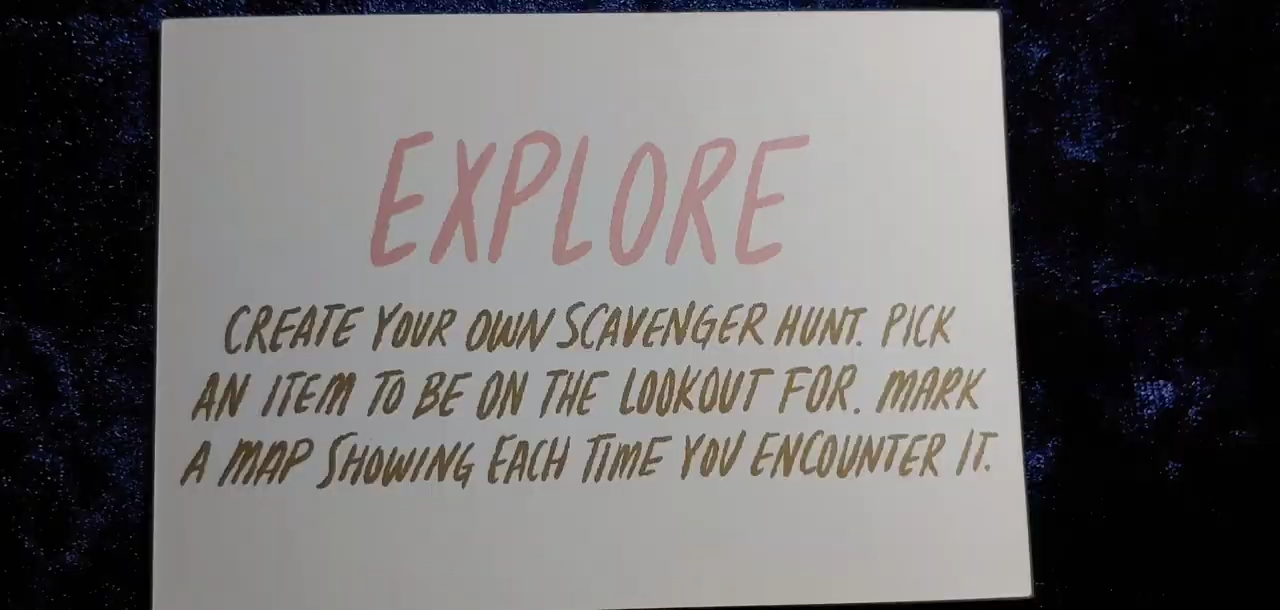 EXPLORE
CREATE YOUR OWN SCAVENGER HUNT. PICK
AN ITEM TO BE ON THE LOOKOUT FOR. MARK
A MAP SHOWING EACH TIME YOU ENCOUNTER IT.